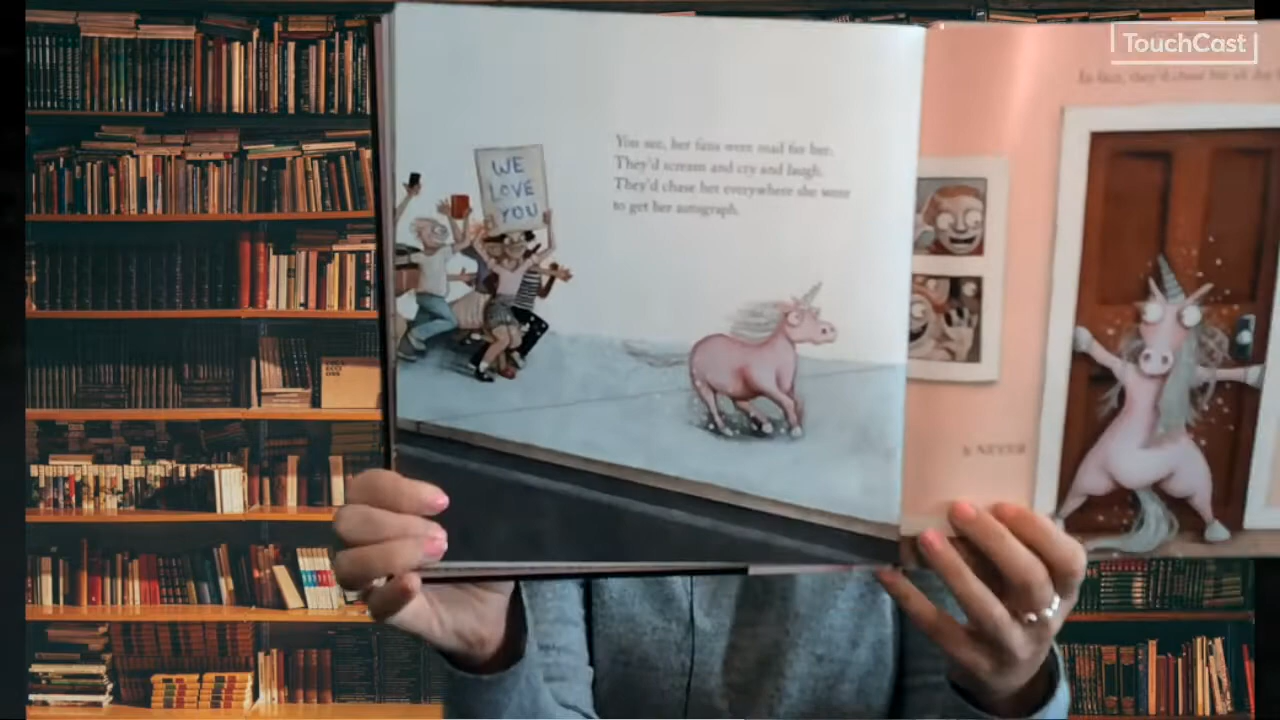 TouchCast
In fact, they'd chase her all day
WE
LOVE
YOU
You see, her fans were mad for her.
They'd scream and cry and laugh.
They'd chase her everywhere she went
to get her autograph.
NEVER